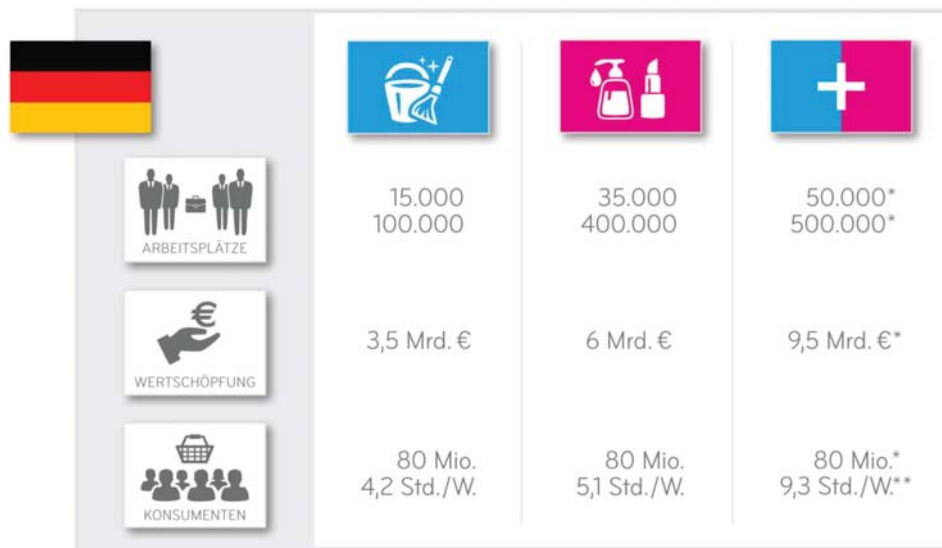 ARBEITSPLÄTZE
15.000
100.000
35.000
400.000
50.000*
500.000*
€
WERTSCHÖPFUNG
3,5 Mrd. €
6 Mrd. €
9,5 Mrd. €*
KONSUMENTEN
80 Mio.
4,2 Std./W.
80 Mio.
5,1 Std./W.
80 Mio.*
9,3 Std./W.**